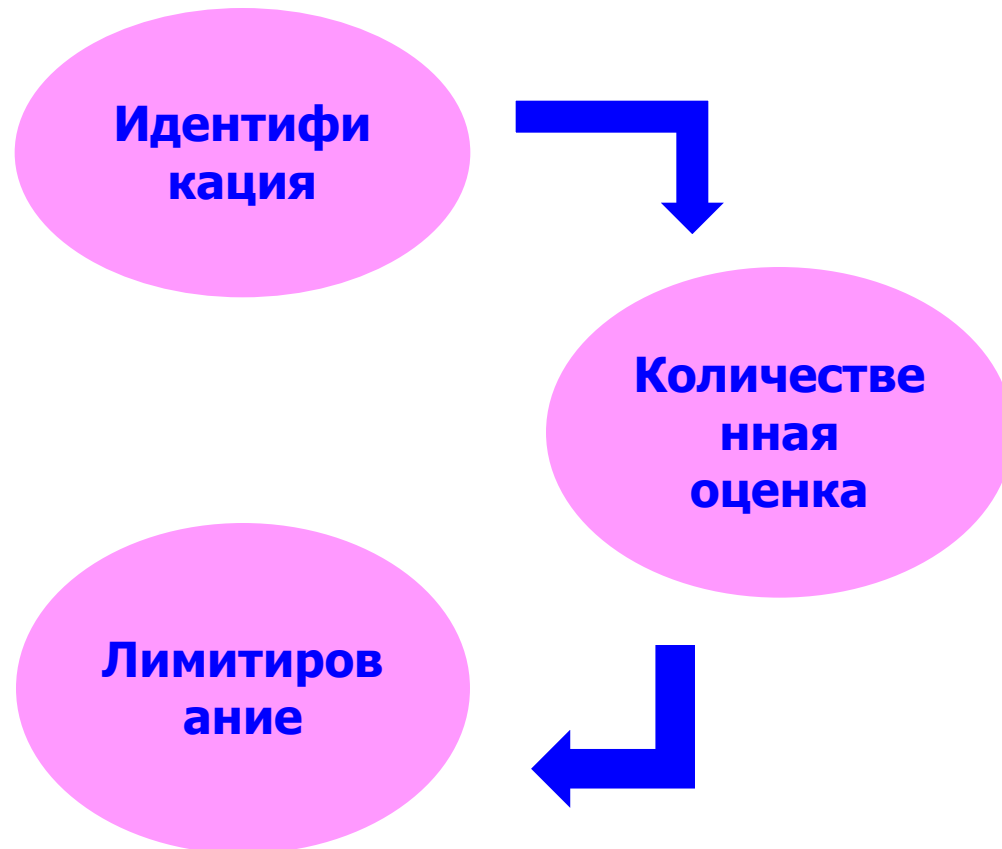 Идентифи
кация
Количестве
нная
оценка
Лимитиров
ание